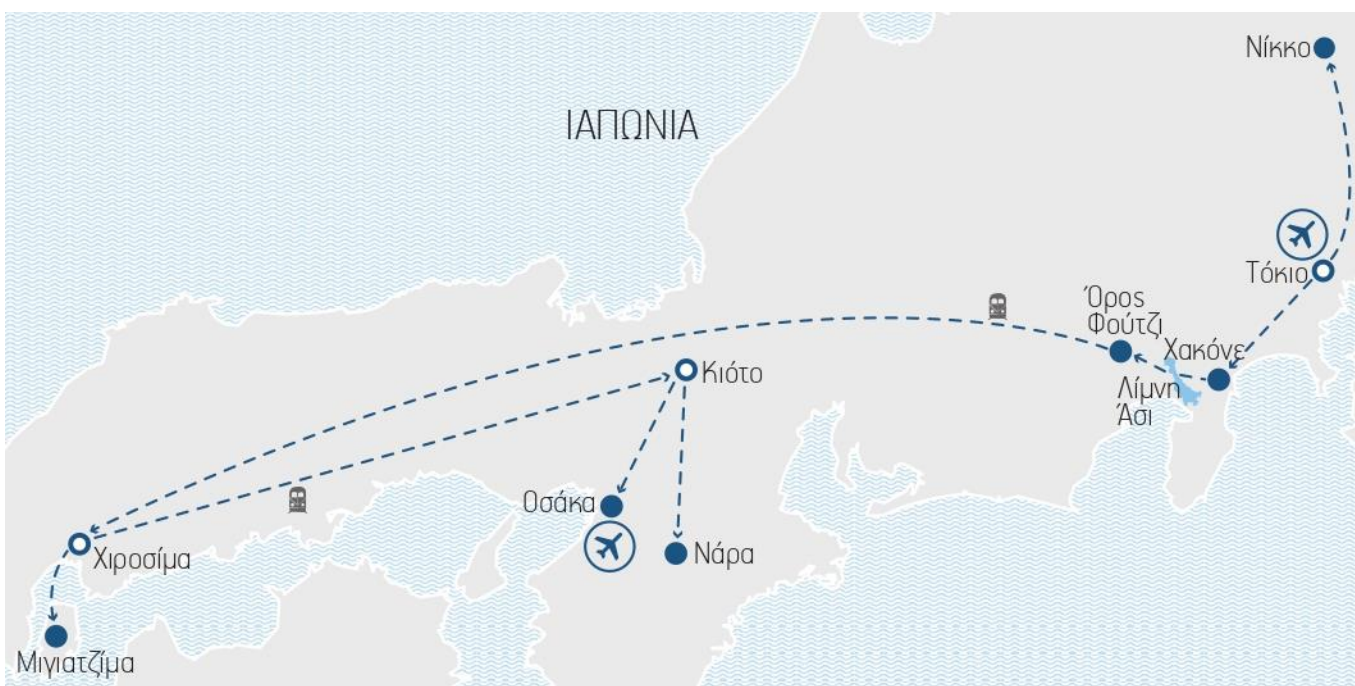 Νίκκο
ΙΑΠΩΝΙΑ
Τόκιο
Όρος
Φούτζι
Χακόνε
Λίμνη
Άσι
Κιότο
Οσάκα
Νάρα
Χιροσίμα
Μιγιατζίμα